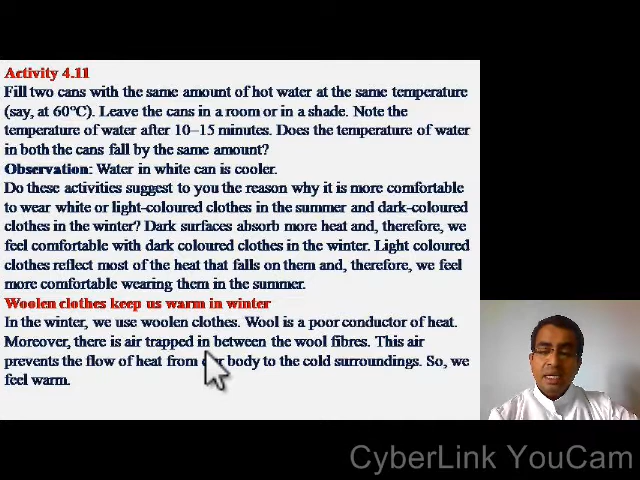 Activity 4.11
Fill two cans with the same amount of hot water at the same temperature
(say, at 60°C). Leave the cans in a room or in a shade. Note the
temperature of water after 10–15 minutes. Does the temperature of water
in both the cans fall by the same amount?
Observation: Water in white can is cooler.
Do these activities suggest to you the reason why it is more comfortable
to wear white or light-coloured clothes in the summer and dark-coloured
clothes in the winter? Dark surfaces absorb more heat and, therefore, we
feel comfortable with dark coloured clothes in the winter. Light coloured
clothes reflect most of the heat that falls on them and, therefore, we feel
more comfortable wearing them in the summer.
Woolen clothes keep us warm in winter
In the winter, we use woolen clothes. Wool is a poor conductor of heat.
Moreover, there is air trapped in between the wool fibres. This air
prevents the flow of heat from body to the cold surroundings. So, we
feel warm.
CyberLink YouCam